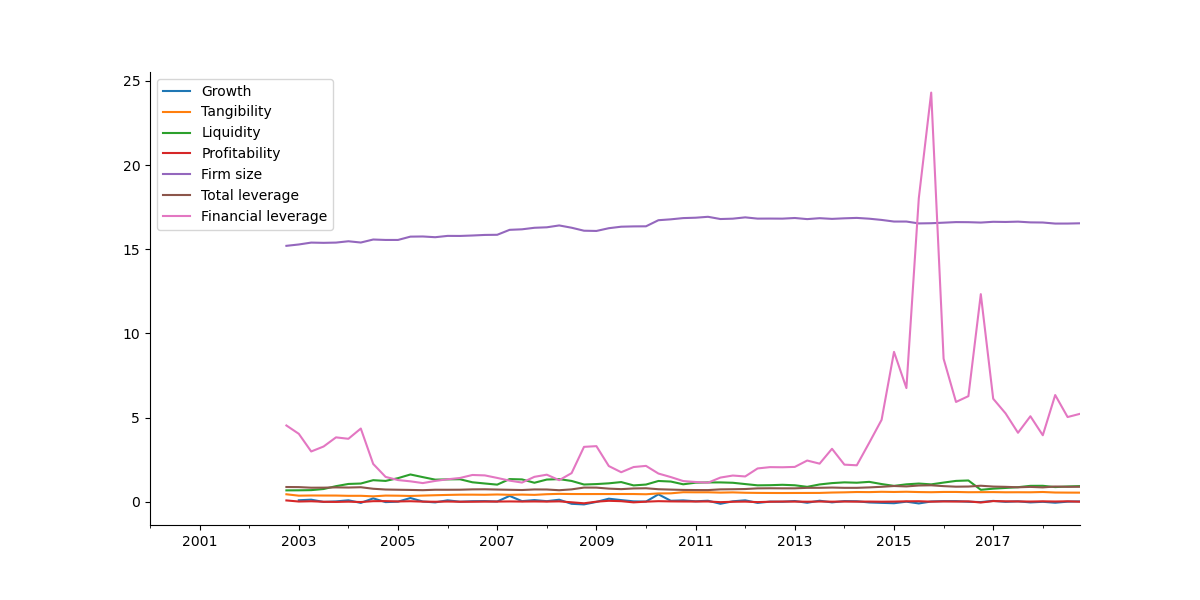 25
20
15
10
5
0
Growth
Tangibility
Liquidity
Profitability
Firm size
Total leverage
Financial leverage
2001 2003 2005 2007 2009 2011 2013 2015 2017